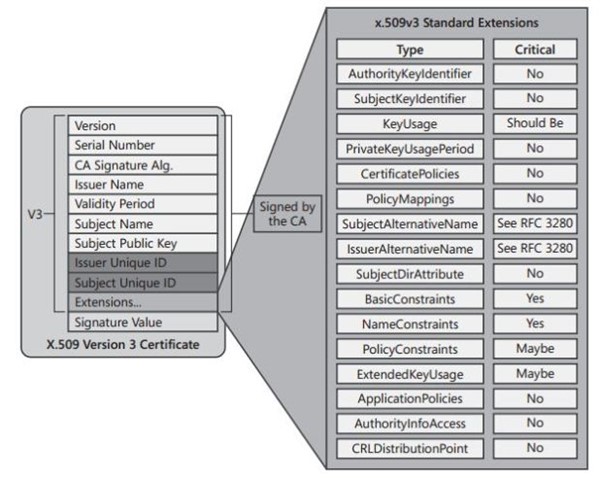 x.509v3 Standard Extensions
Type Critical
AuthorityKeyIdentifier No
SubjectKeyIdentifier No
KeyUsage Should Be
PrivateKeyUsagePeriod No
CertificatePolicies No
PolicyMappings No
SubjectAlternativeName See RFC 3280
IssuerAlternativeName See RFC 3280
SubjectDirAttribute No
BasicConstraints Yes
NameConstraints Yes
PolicyConstraints Maybe
ExtendedKeyUsage Maybe
ApplicationPolicies No
AuthorityInfoAccess No
CRLDistributionPoint No
V3
Version
Serial Number
CA Signature Alg.
Issuer Name
Validity Period
Subject Name
Subject Public Key
Issuer Unique ID
Subject Unique ID
Extensions...
Signature Value
X.509 Version 3 Certificate
Signed by
the CA